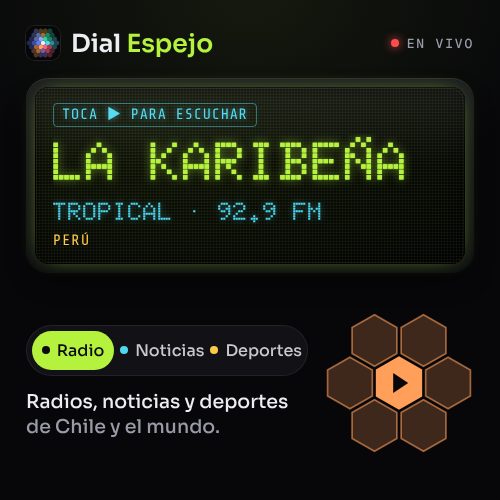 Dial Espejo
EN VIVO
TOCA ▶ PARA ESCUCHAR
LA KARIBEÑA
TROPICAL · 92.9 FM
PERÚ
Radio Noticias Deportes
Radios, noticias y deportes
de Chile y el mundo.